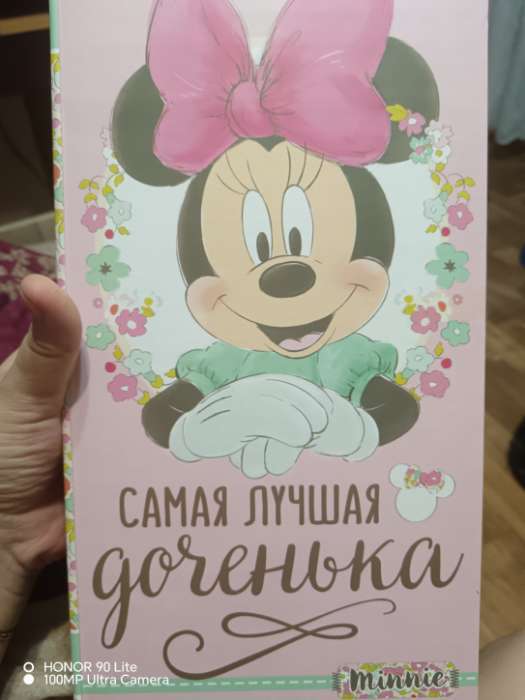 САМАЯ ЛУЧШАЯ
доченька
minnie
HONOR 90 Lite
100MP Ultra Camera